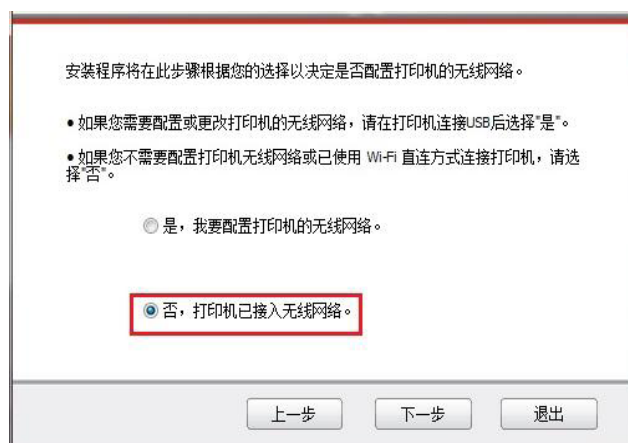 安装程序将在此步骤根据您的选择以决定是否配置打印机的无线网络。
•如果您需要配置或更改打印机的无线网络，请在打印机连接USB后选择"是"。
•如果您不需要配置打印机无线网络或已使用 Wi-Fi 直连方式连接打印机，请选
择"否"。
是，我要配置打印机的无线网络。
否，打印机已接入无线网络。
上一步 下一步 退出